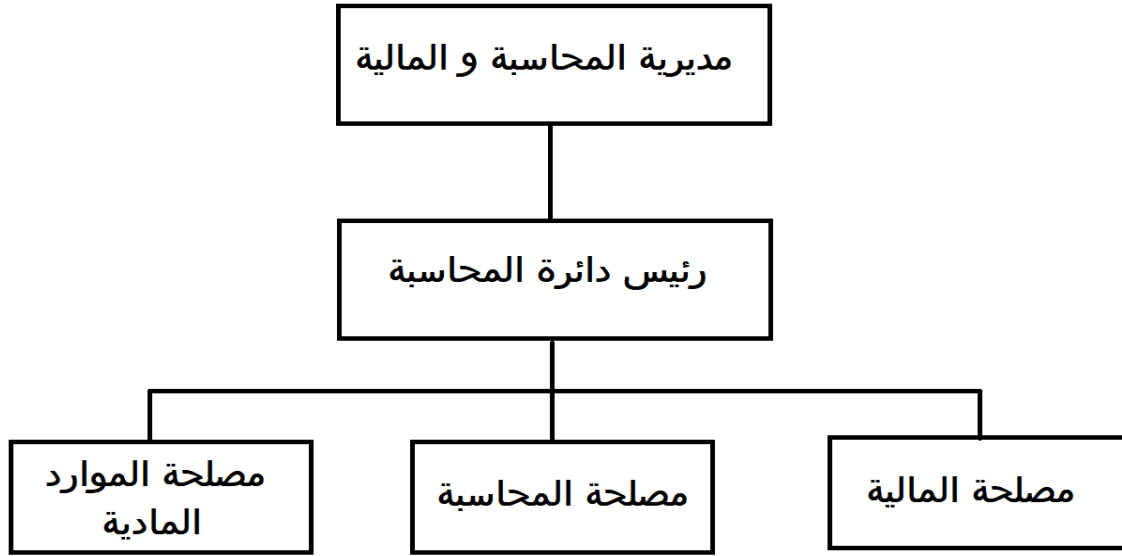 مديرية المحاسبة و المالية
رئيس دائرة المحاسبة
مصلحة المالية
مصلحة المحاسبة
مصلحة الموارد
المادية